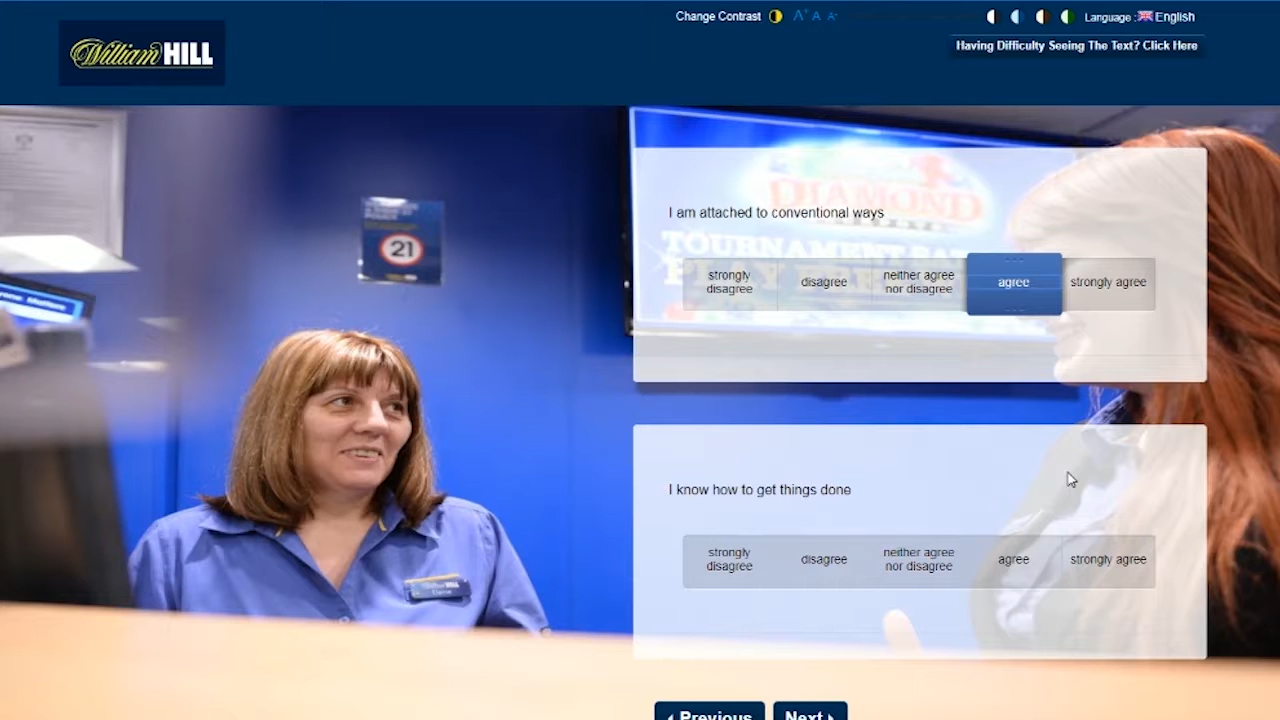 Change Contrast
A+ A A-
Language : English
William HILL
Having Difficulty Seeing The Text? Click Here
21
DIAMOND
TOURNAMENT
I am attached to conventional ways
strongly disagree
disagree
neither agree nor disagree
agree
strongly agree
I know how to get things done
strongly disagree
disagree
neither agree nor disagree
agree
strongly agree
Previous
Next